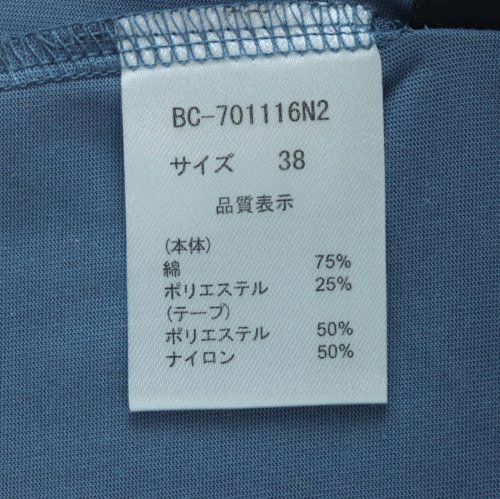 BC-701116N2
サイズ 38
品質表示
(本体)
綿 75%
ポリエステル 25%
(テープ)
ポリエステル 50%
ナイロン 50%